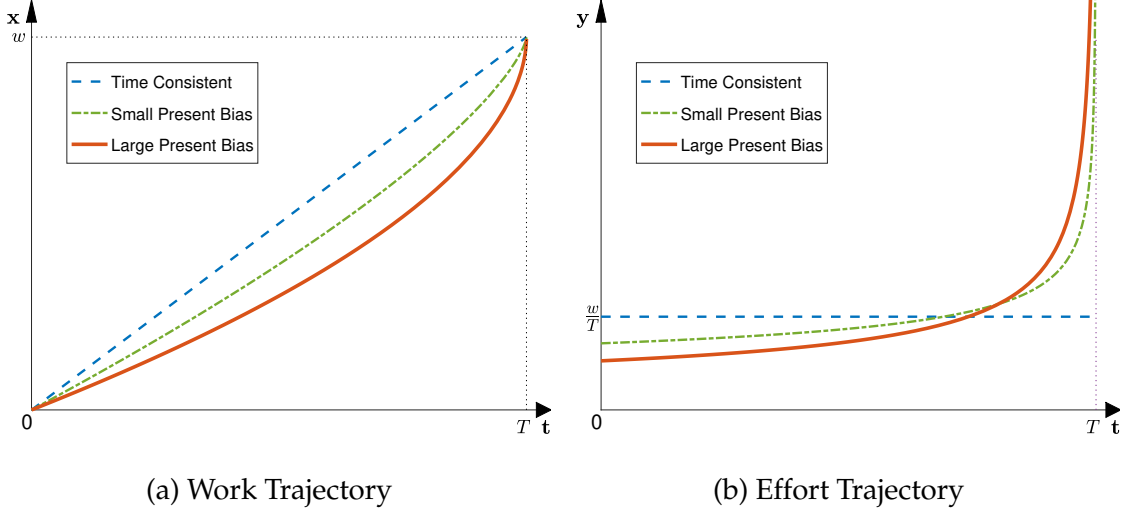 x
w
Time Consistent
Small Present Bias
Large Present Bias
0
T t
(a) Work Trajectory
y
Time Consistent
Small Present Bias
Large Present Bias
w
T
0
T t
(b) Effort Trajectory